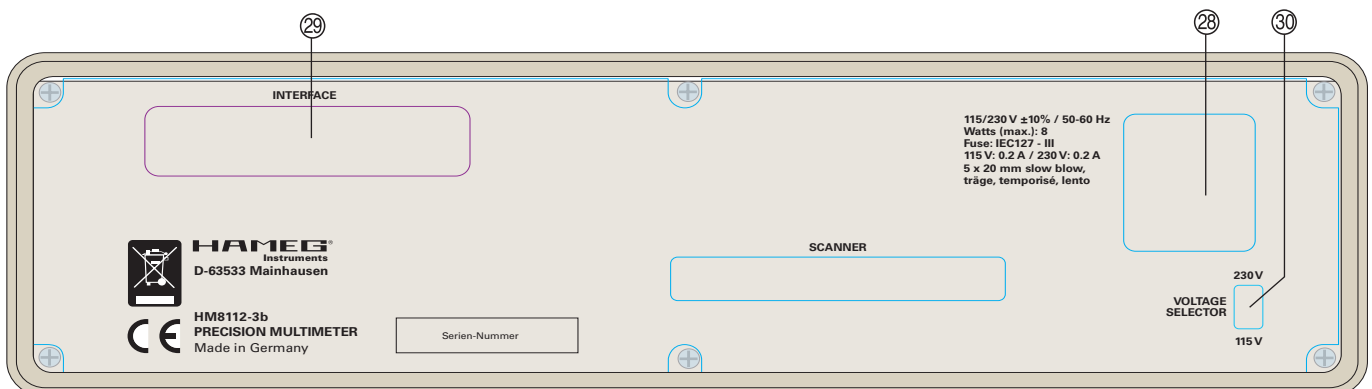 29
28
30
INTERFACE
115/230 V ±10% / 50-60 Hz
Watts (max.): 8
Fuse: IEC127 - III
115 V: 0.2 A / 230 V: 0.2 A
5 x 20 mm slow blow,
träge, temporisé, lento
HAMEG®
Instruments
D-63533 Mainhausen
SCANNER
230 V
VOLTAGE
SELECTOR
115 V
HM8112-3b
PRECISION MULTIMETER
Made in Germany
CE
Serien-Nummer